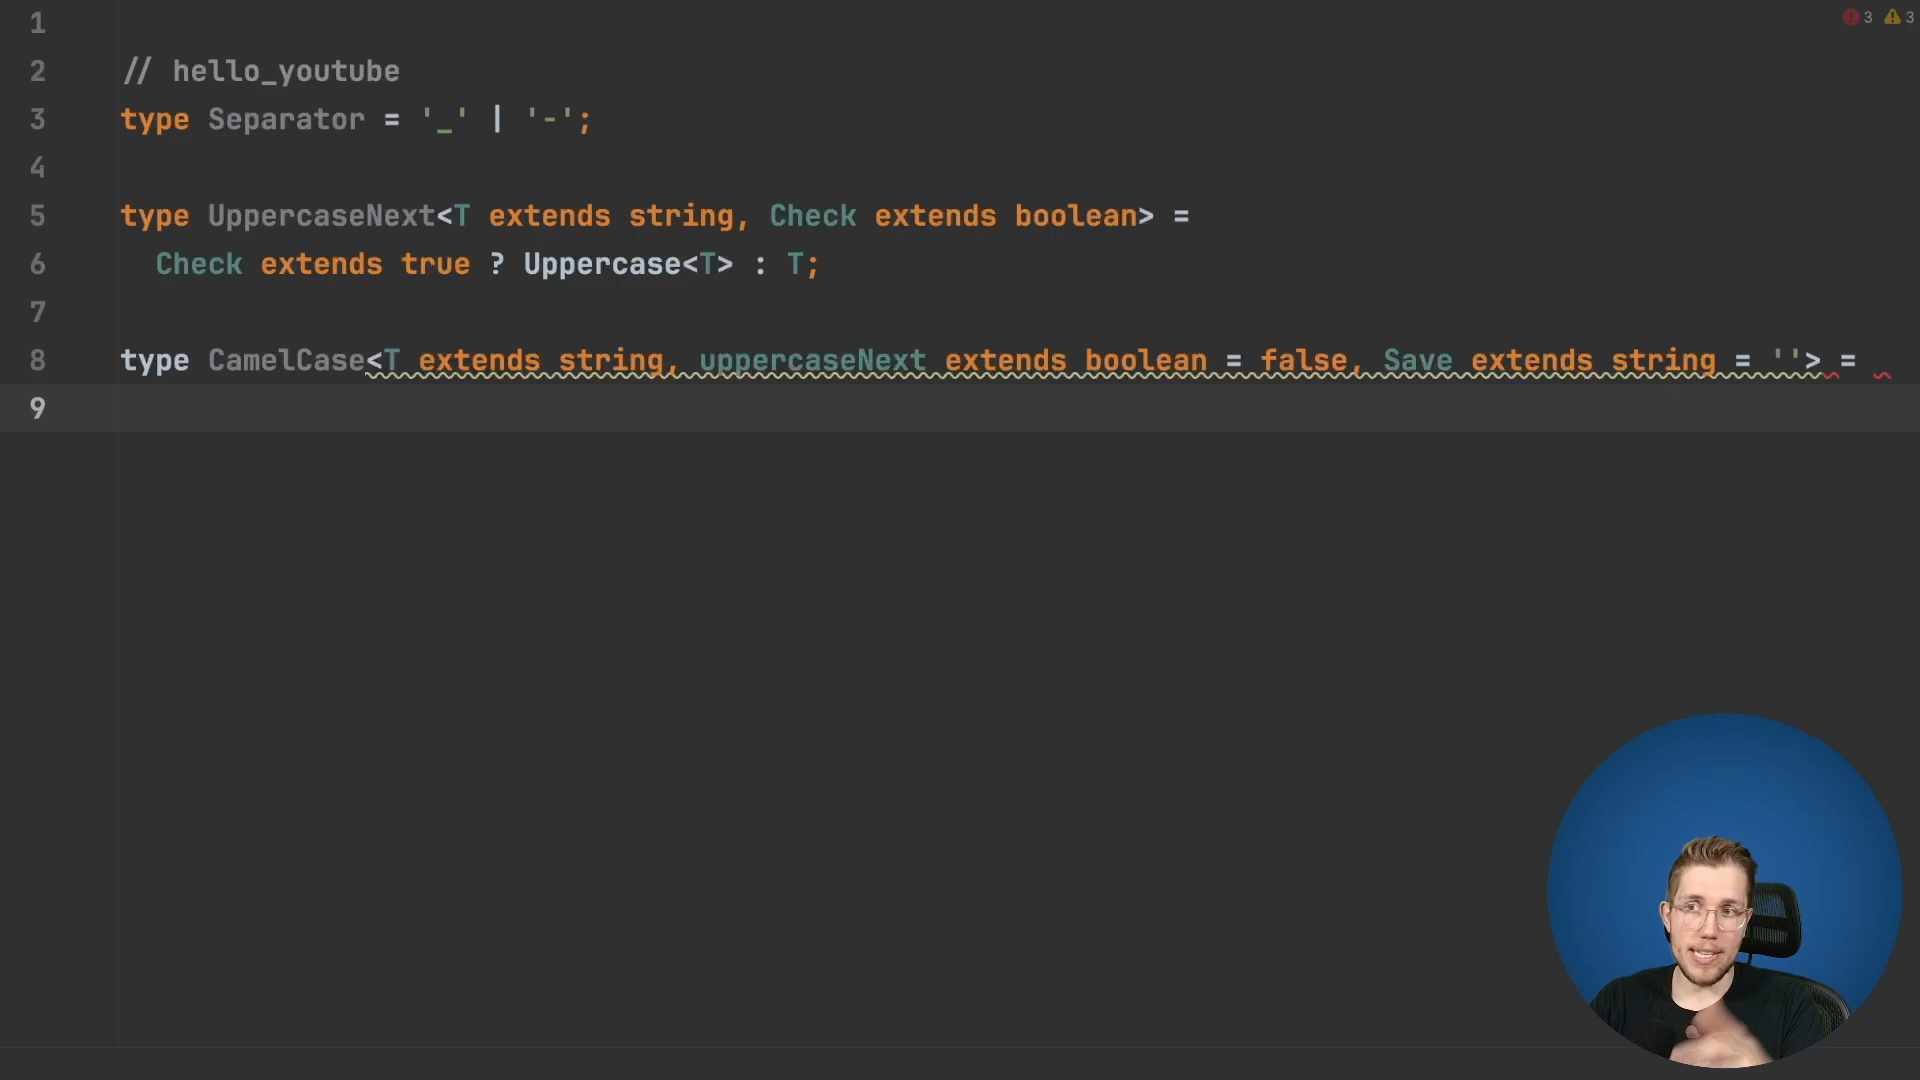 3 3
1
2 // hello_youtube
3 type Separator = '_' | '-';
4
5 type UppercaseNext<T extends string, Check extends boolean> =
6 Check extends true ? Uppercase<T> : T;
7
8 type CamelCase<T extends string, uppercaseNext extends boolean = false, Save extends string = ''> =
9